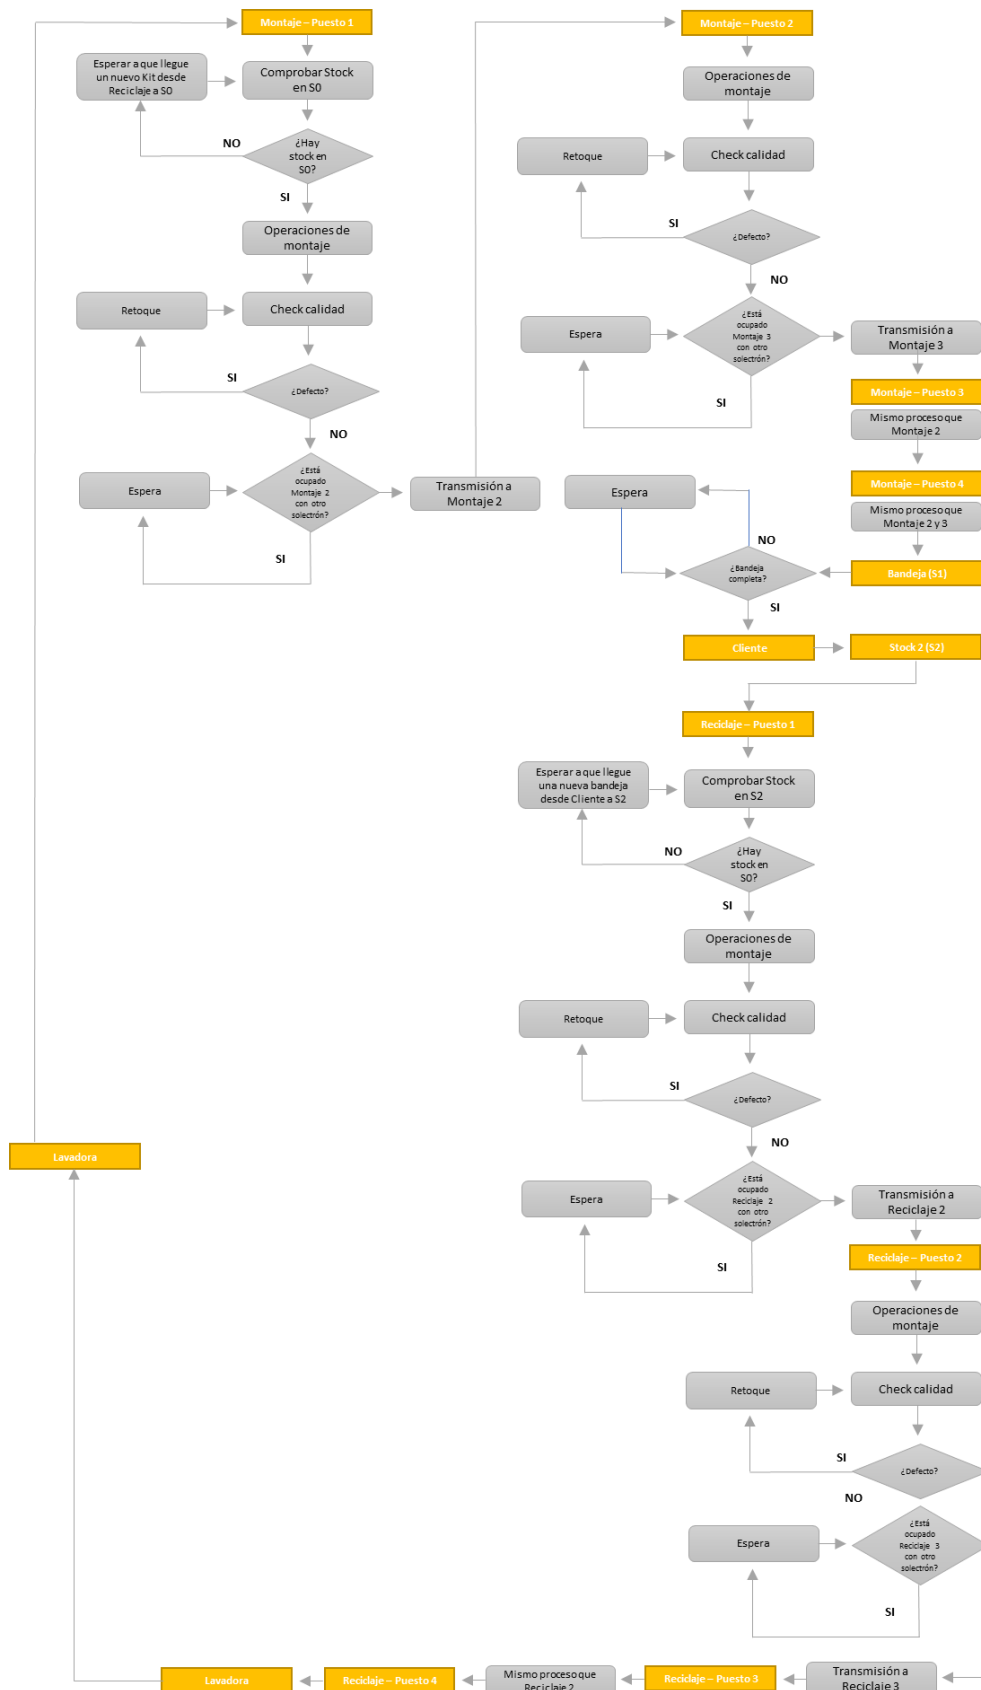 Montaje – Puesto 1
Esperar a que llegue
un nuevo Kit desde
Reciclaje a S0
Comprobar Stock
en S0
NO
¿Hay
stock en
S0?
SI
Operaciones de
montaje
Retoque
Check calidad
SI
¿Defecto?
NO
Espera
¿Está
ocupado
Montaje 2
con otro
solectrón?
Transmisión a
Montaje 2
SI
Montaje – Puesto 2
Operaciones de
montaje
Retoque
Check calidad
SI
¿Defecto?
NO
Espera
¿Está
ocupado
Montaje 3
con otro
solectrón?
Transmisión a
Montaje 3
SI
Montaje – Puesto 3
Mismo proceso que
Montaje 2
Montaje – Puesto 4
Mismo proceso que
Montaje 2 y 3
Bandeja (S1)
Espera
NO
¿Bandeja
completa?
SI
Cliente
Stock 2 (S2)
Reciclaje – Puesto 1
Esperar a que llegue
una nueva bandeja
desde Cliente a S2
Comprobar Stock
en S2
NO
¿Hay
stock en
S0?
SI
Operaciones de
montaje
Retoque
Check calidad
SI
¿Defecto?
NO
Espera
¿Está
ocupado
Reciclaje 2
con otro
solectrón?
Transmisión a
Reciclaje 2
SI
Reciclaje – Puesto 2
Operaciones de
montaje
Retoque
Check calidad
SI
¿Defecto?
NO
Espera
¿Está
ocupado
Reciclaje 3
con otro
solectrón?
SI
Transmisión a
Reciclaje 3
Reciclaje – Puesto 3
Mismo proceso que
Reciclaje 2
Reciclaje – Puesto 4
Lavadora
Lavadora